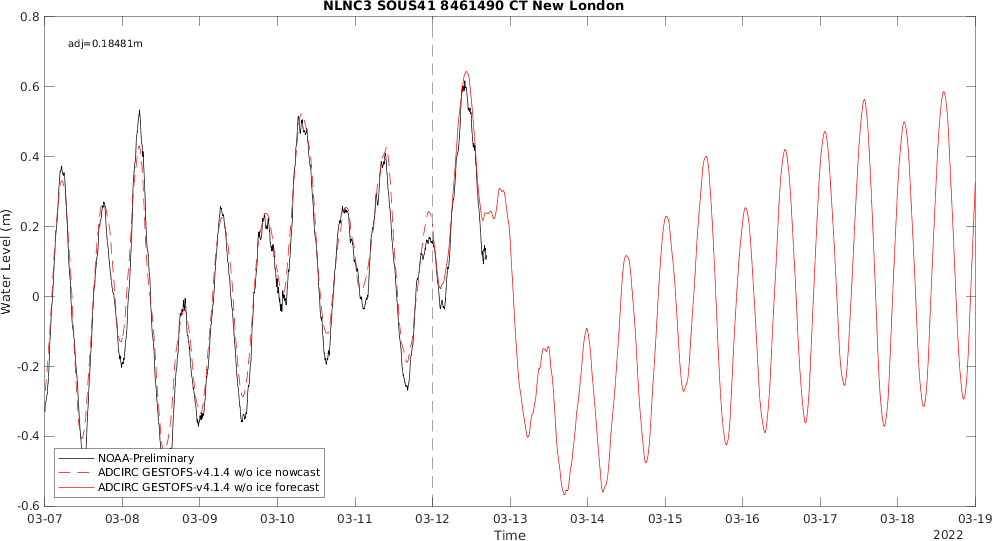 NLNC3 SOUS41 8461490 CT New London
adj=0.18481m
Water Level (m)
0.8
0.6
0.4
0.2
0
-0.2
-0.4
-0.6
NOAA-Preliminary
ADCIRC GESTOFS-v4.1.4 w/o ice nowcast
ADCIRC GESTOFS-v4.1.4 w/o ice forecast
03-07 03-08 03-09 03-10 03-11 03-12 03-13 03-14 03-15 03-16 03-17 03-18 03-19
Time
2022